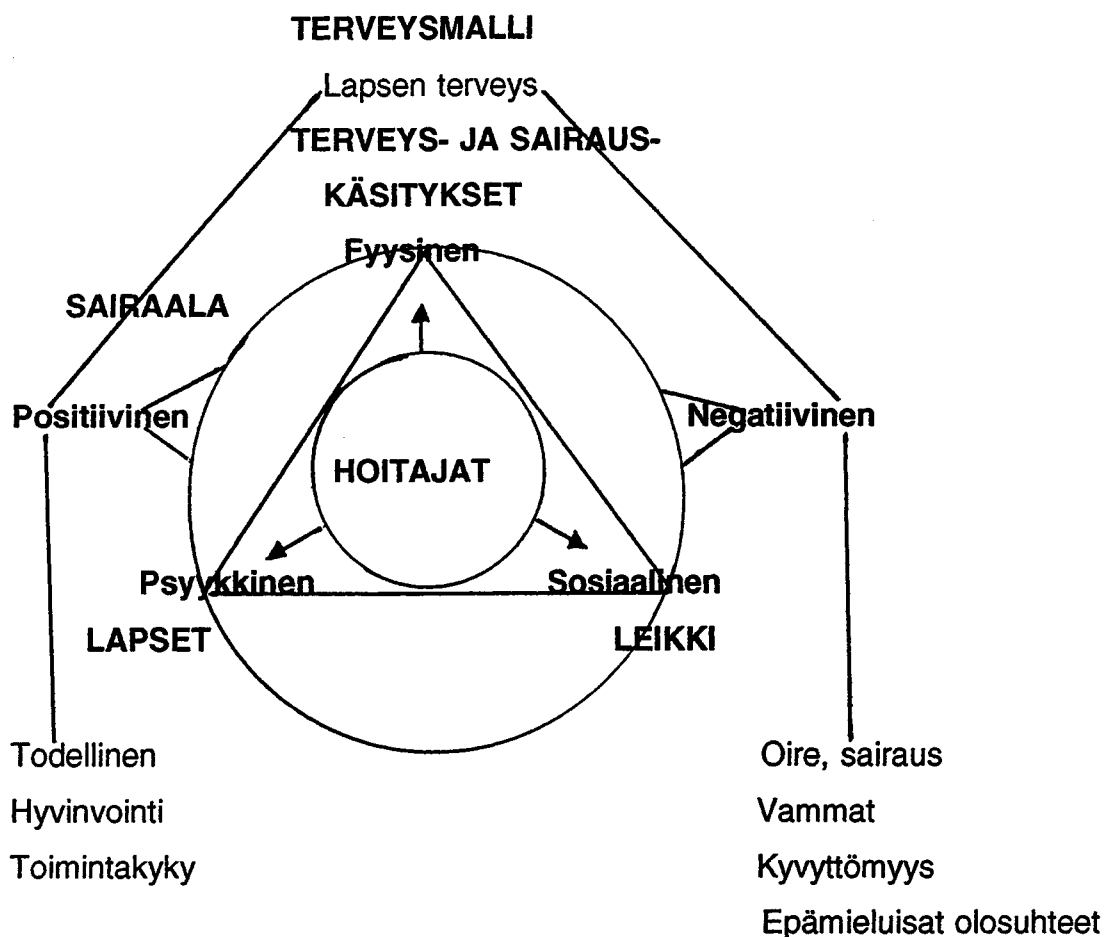 TERVEYSMALLI
Lapsen terveys
TERVEYS- JA SAIRAUS-
KÄSITYKSET
Fyysinen
SAIRAALA
Positiivinen
Negatiivinen
HOITAJAT
Psyykkinen
Sosiaalinen
LAPSET
LEIKKI
Todellinen
Oire, sairaus
Hyvinvointi
Vammat
Toimintakyky
Kyvyttömyys
Epämieluisat olosuhteet